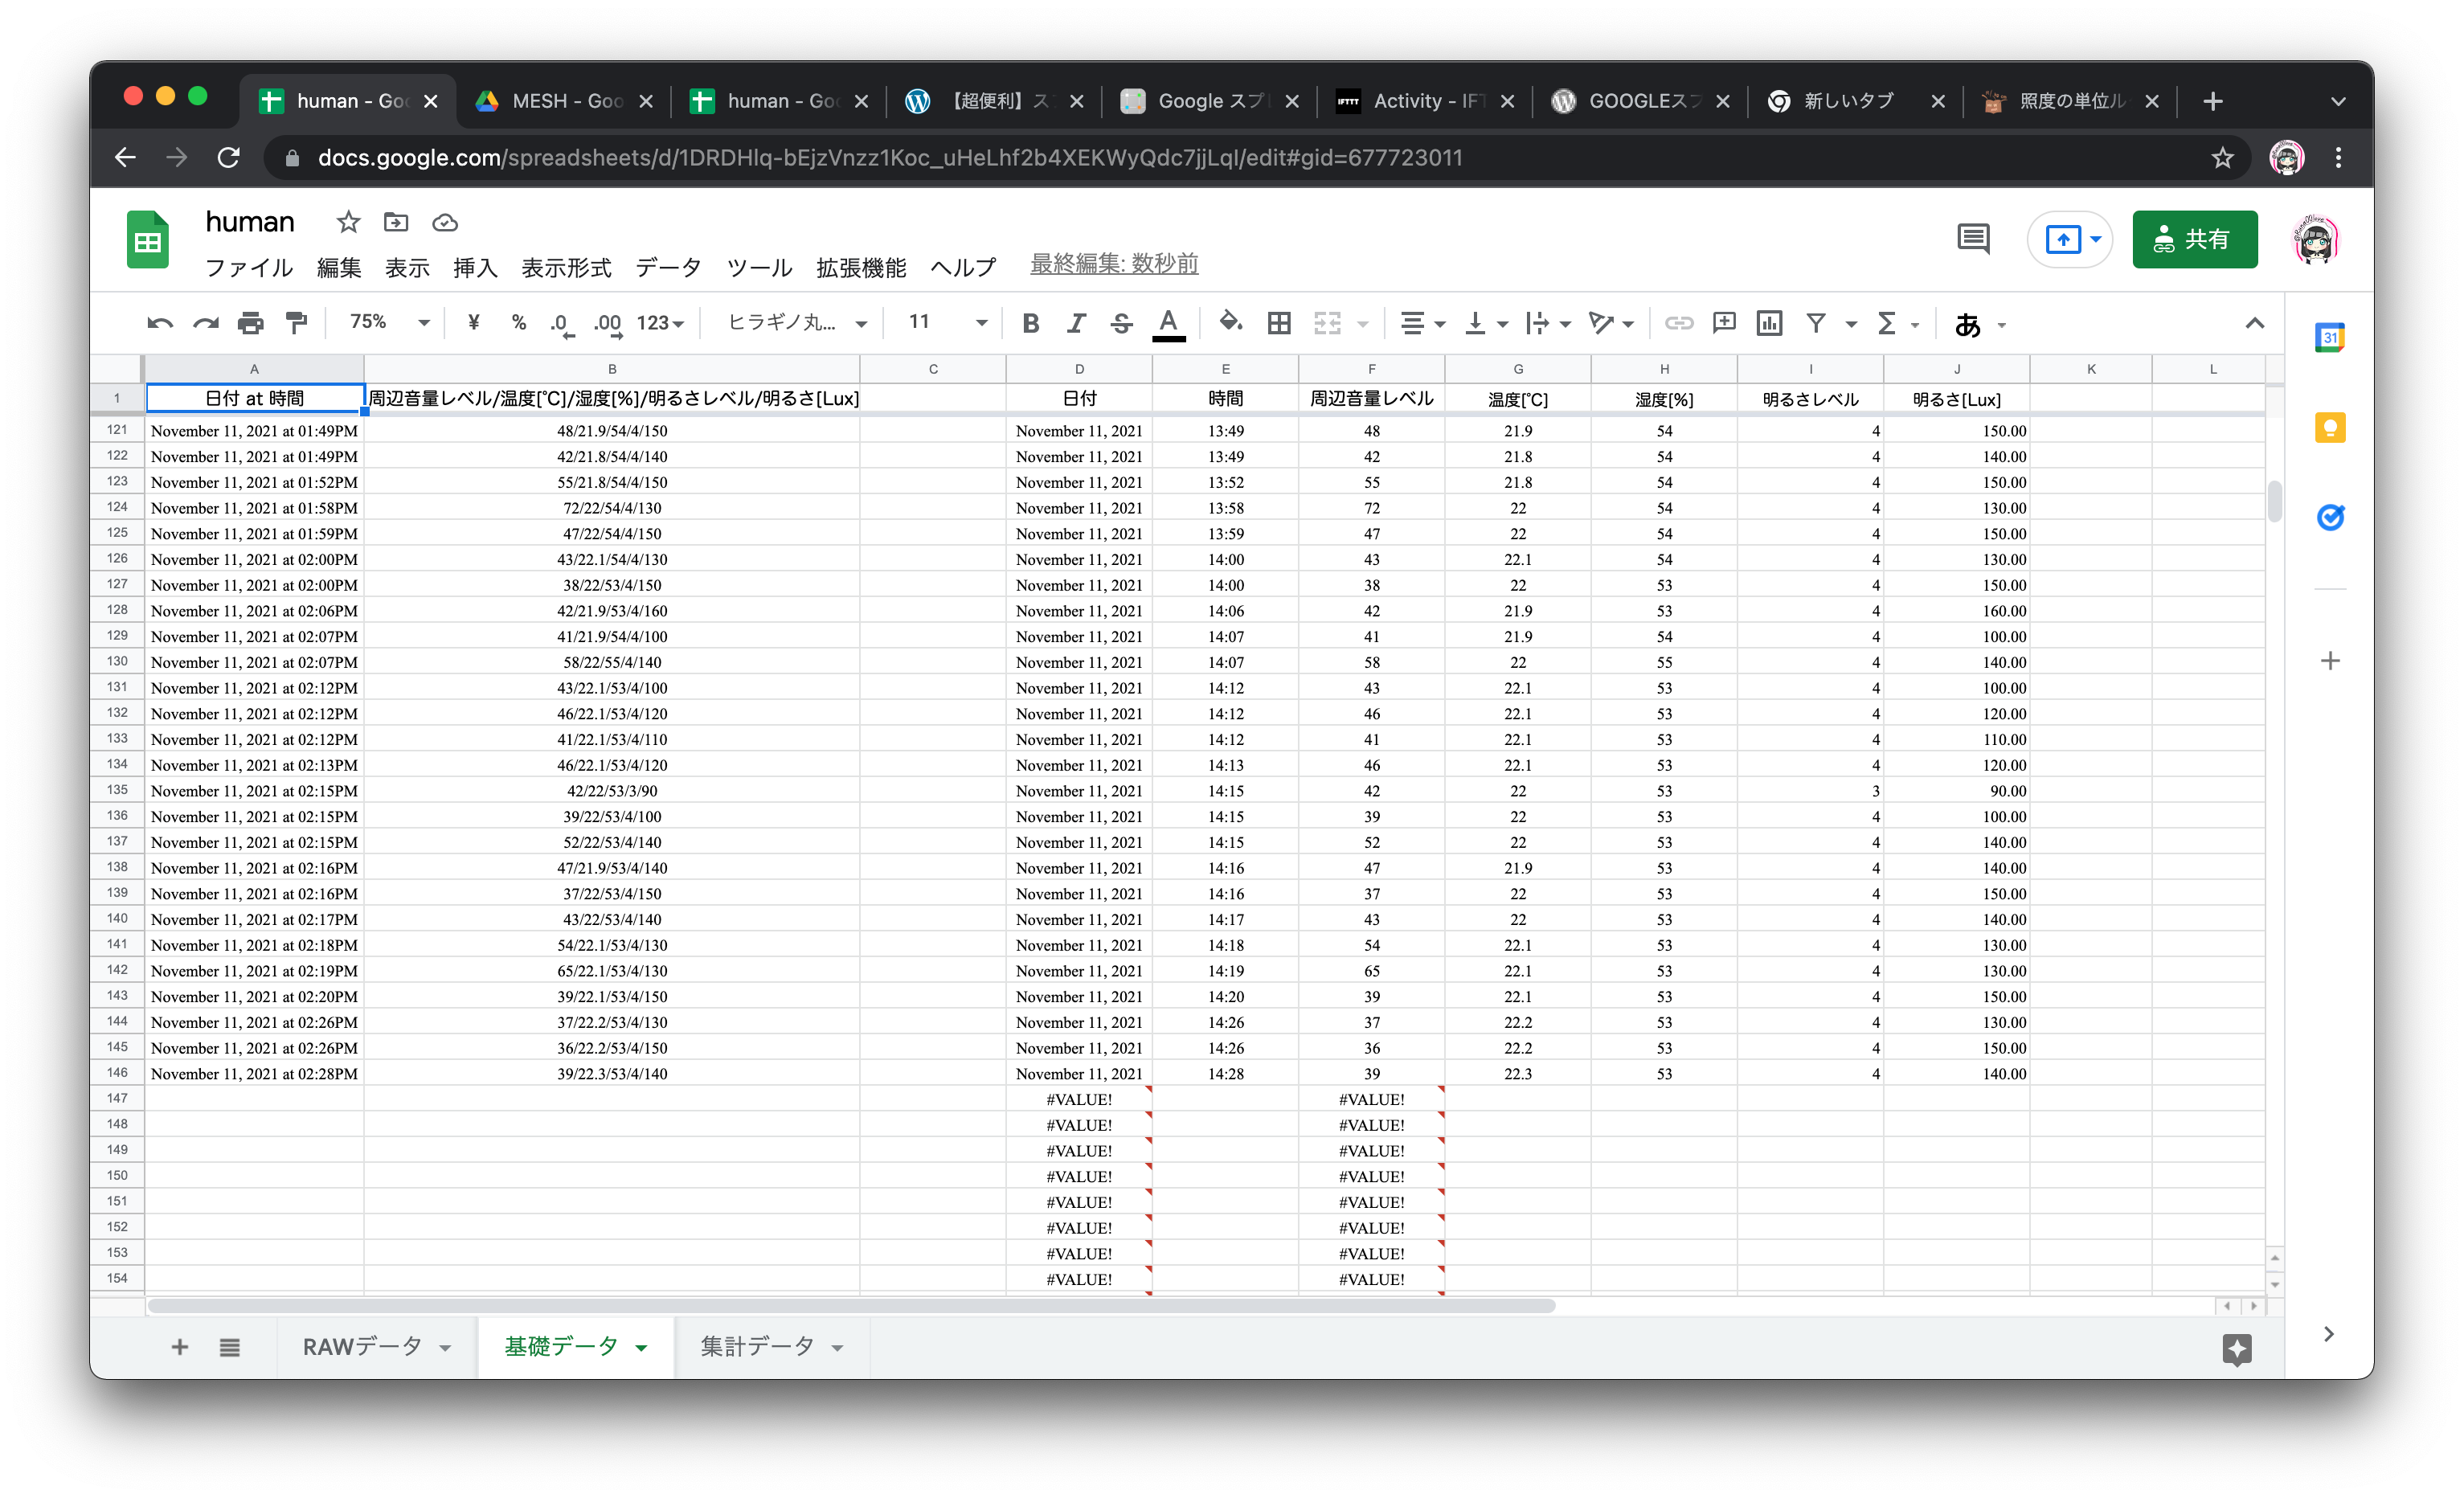 human - Goo
MESH - Goo
human - Goo
【超便利】ス
Google スプ
IFTTT
Activity - IFT
GOOGLEス
新しいタブ
照度の単位ル
docs.google.com/spreadsheets/d/1DRDHlq-bEjzVnzz1Koc_uHeLhf2b4XEKWyQdc7jjLqI/edit#gid=677723011
human
ファイル 編集 表示 挿入 表示形式 データ ツール 拡張機能 ヘルプ 最終編集: 数秒前
共有
75% ¥ % .0 .00 123 ヒラギノ丸... 11 B I S A Σ あ
31
A B C D E F G H I J K L
1 日付 at 時間 周辺音量レベル/温度[℃]/湿度[%]/明るさレベル/明るさ[Lux] 日付 時間 周辺音量レベル 温度[℃] 湿度[%] 明るさレベル 明るさ[Lux]
121 November 11, 2021 at 01:49PM 48/21.9/54/4/150 November 11, 2021 13:49 48 21.9 54 4 150.00
122 November 11, 2021 at 01:49PM 42/21.8/54/4/140 November 11, 2021 13:49 42 21.8 54 4 140.00
123 November 11, 2021 at 01:52PM 55/21.8/54/4/150 November 11, 2021 13:52 55 21.8 54 4 150.00
124 November 11, 2021 at 01:58PM 72/22/54/4/130 November 11, 2021 13:58 72 22 54 4 130.00
125 November 11, 2021 at 01:59PM 47/22/54/4/150 November 11, 2021 13:59 47 22 54 4 150.00
126 November 11, 2021 at 02:00PM 43/22.1/54/4/130 November 11, 2021 14:00 43 22.1 54 4 130.00
127 November 11, 2021 at 02:00PM 38/22/53/4/150 November 11, 2021 14:00 38 22 53 4 150.00
128 November 11, 2021 at 02:06PM 42/21.9/53/4/160 November 11, 2021 14:06 42 21.9 53 4 160.00
129 November 11, 2021 at 02:07PM 41/21.9/54/4/100 November 11, 2021 14:07 41 21.9 54 4 100.00
130 November 11, 2021 at 02:07PM 58/22/55/4/140 November 11, 2021 14:07 58 22 55 4 140.00
131 November 11, 2021 at 02:12PM 43/22.1/53/4/100 November 11, 2021 14:12 43 22.1 53 4 100.00
132 November 11, 2021 at 02:12PM 46/22.1/53/4/120 November 11, 2021 14:12 46 22.1 53 4 120.00
133 November 11, 2021 at 02:12PM 41/22.1/53/4/110 November 11, 2021 14:12 41 22.1 53 4 110.00
134 November 11, 2021 at 02:13PM 46/22.1/53/4/120 November 11, 2021 14:13 46 22.1 53 4 120.00
135 November 11, 2021 at 02:15PM 42/22/53/3/90 November 11, 2021 14:15 42 22 53 3 90.00
136 November 11, 2021 at 02:15PM 39/22/53/4/100 November 11, 2021 14:15 39 22 53 4 100.00
137 November 11, 2021 at 02:15PM 52/22/53/4/140 November 11, 2021 14:15 52 22 53 4 140.00
138 November 11, 2021 at 02:16PM 47/21.9/53/4/140 November 11, 2021 14:16 47 21.9 53 4 140.00
139 November 11, 2021 at 02:16PM 37/22/53/4/150 November 11, 2021 14:16 37 22 53 4 150.00
140 November 11, 2021 at 02:17PM 43/22/53/4/140 November 11, 2021 14:17 43 22 53 4 140.00
141 November 11, 2021 at 02:18PM 54/22.1/53/4/130 November 11, 2021 14:18 54 22.1 53 4 130.00
142 November 11, 2021 at 02:19PM 65/22.1/53/4/130 November 11, 2021 14:19 65 22.1 53 4 130.00
143 November 11, 2021 at 02:20PM 39/22.1/53/4/150 November 11, 2021 14:20 39 22.1 53 4 150.00
144 November 11, 2021 at 02:26PM 37/22.2/53/4/130 November 11, 2021 14:26 37 22.2 53 4 130.00
145 November 11, 2021 at 02:26PM 36/22.2/53/4/150 November 11, 2021 14:26 36 22.2 53 4 150.00
146 November 11, 2021 at 02:28PM 39/22.3/53/4/140 November 11, 2021 14:28 39 22.3 53 4 140.00
147 #VALUE! #VALUE!
148 #VALUE! #VALUE!
149 #VALUE! #VALUE!
150 #VALUE! #VALUE!
151 #VALUE! #VALUE!
152 #VALUE! #VALUE!
153 #VALUE! #VALUE!
154 #VALUE! #VALUE!
RAWデータ 基礎データ 集計データ